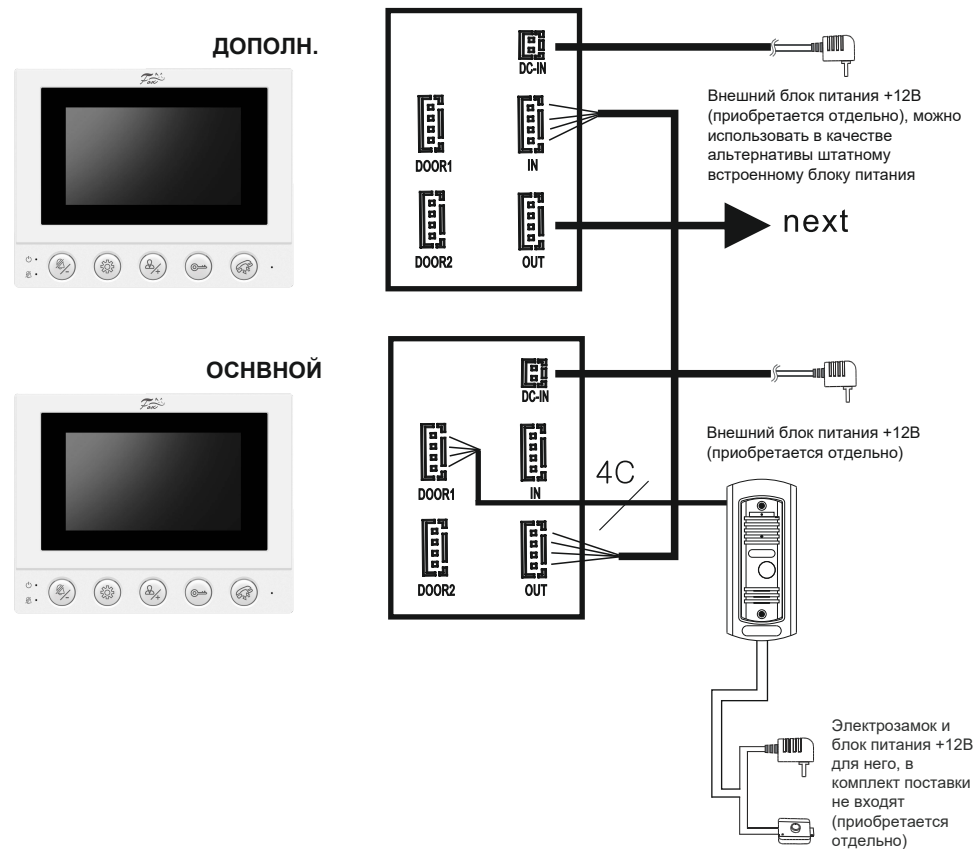 ДОПОЛН.
Fox
DC-IN
DOOR1
IN
DOOR2
OUT
Внешний блок питания +12В
(приобретается отдельно), можно
использовать в качестве
альтернативы штатному
встроенному блоку питания
next
ОСНВНОЙ
Fox
DC-IN
DOOR1
IN
DOOR2
OUT
4C
Внешний блок питания +12В
(приобретается отдельно)
Электрозамок и
блок питания +12В
для него, в
комплект поставки
не входят
(приобретается
отдельно)